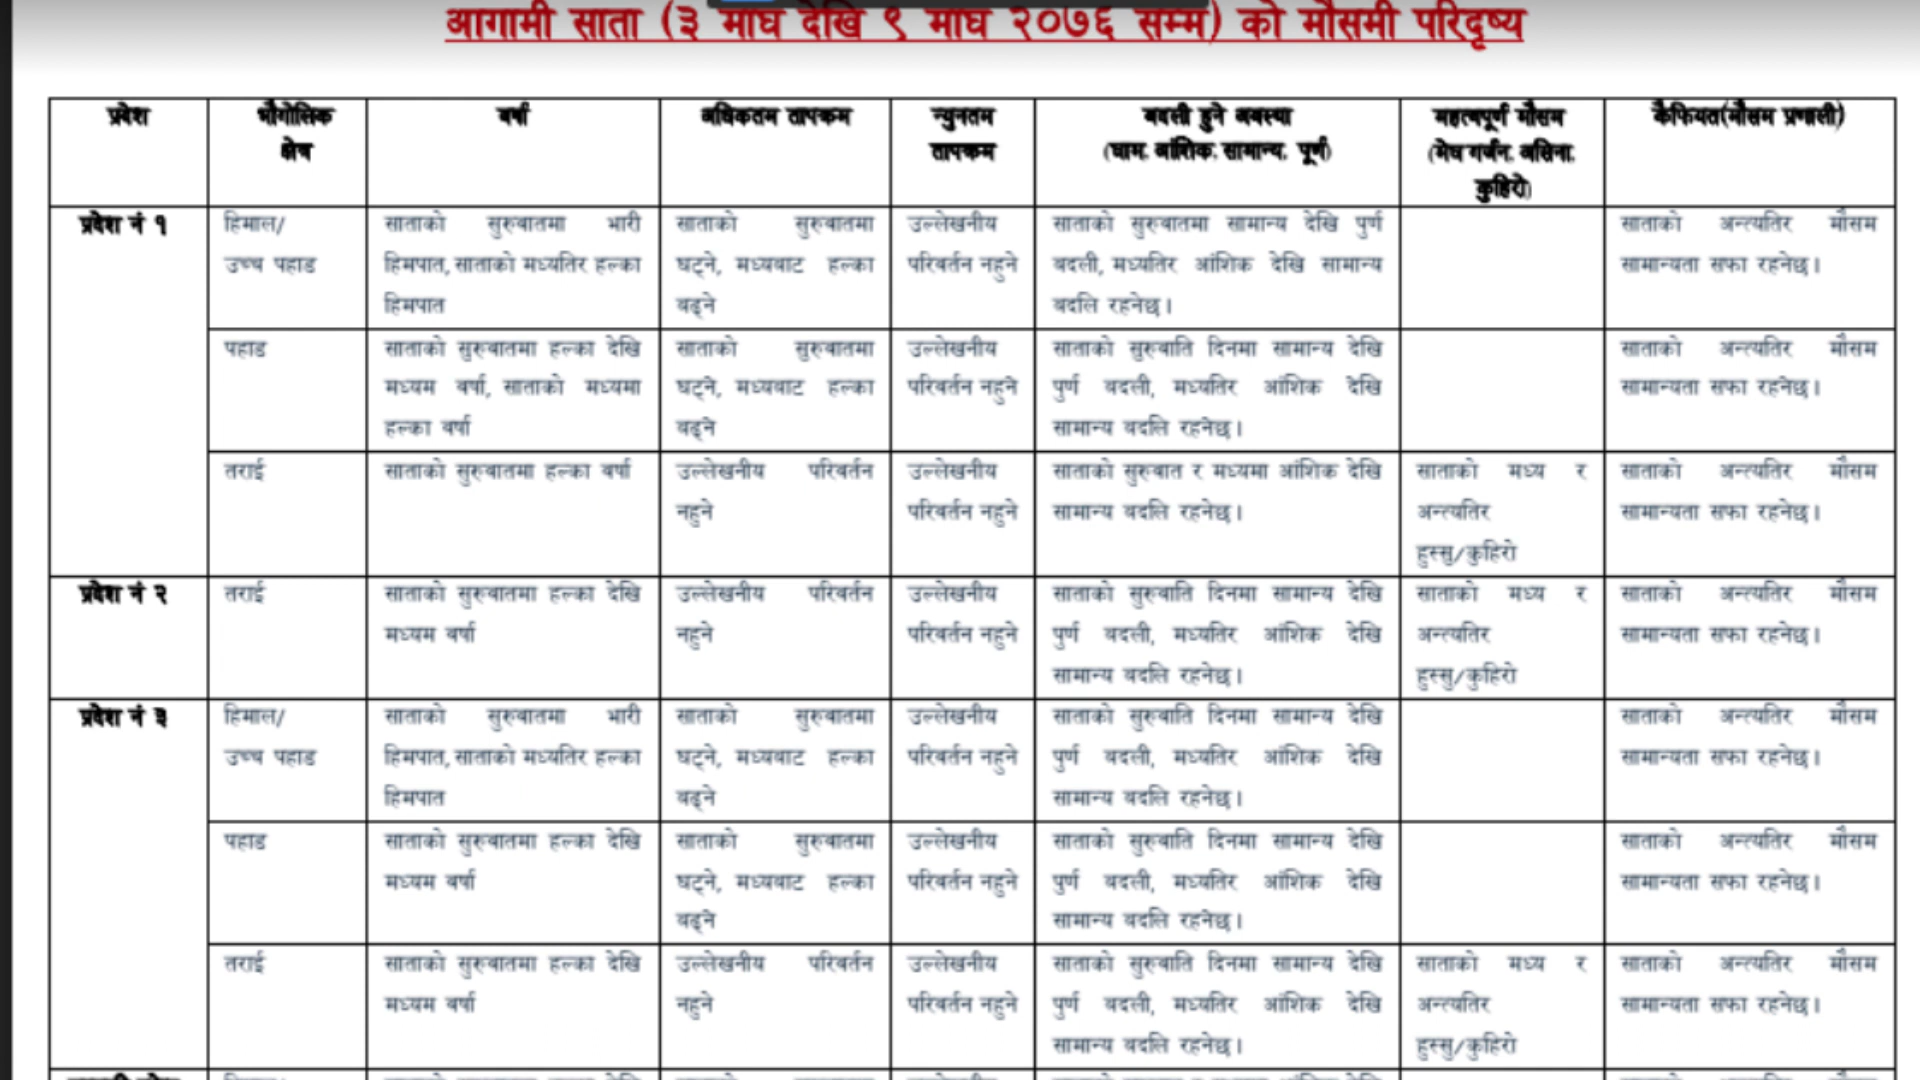 आगामी साता (३ माघ देखि ९ माघ २०७६ सम्म) को मौसमी परिदृष्य
प्रदेश
भौगोलिक
क्षेत्र
वर्षा
अधिकतम तापक्रम
न्युनतम
तापक्रम
बदली हुने अवस्था
(घाम, आंशिक, सामान्य, पूर्ण)
महत्वपूर्ण मौसम
(मेघ गर्जन, असिना,
कुहिरो)
कैफियत(मौसम प्रणाली)
प्रदेश नं १
हिमाल/
उच्च पहाड
साताको सुरुवातमा भारी
हिमपात, साताको मध्यतिर हल्का
हिमपात
साताको सुरुवातमा
घट्ने, मध्यबाट हल्का
बढ्ने
उल्लेखनीय
परिवर्तन नहुने
साताको सुरुवातमा सामान्य देखि पुर्ण
बदली, मध्यतिर आंशिक देखि सामान्य
बदलि रहनेछ।
साताको अन्त्यतिर मौसम
सामान्यता सफा रहनेछ।
पहाड
साताको सुरुवातमा हल्का देखि
मध्यम वर्षा, साताको मध्यमा
हल्का वर्षा
साताको सुरुवातमा
घट्ने, मध्यबाट हल्का
बढ्ने
उल्लेखनीय
परिवर्तन नहुने
साताको सुरुवाति दिनमा सामान्य देखि
पुर्ण बदली, मध्यतिर आंशिक देखि
सामान्य बदलि रहनेछ।
साताको अन्त्यतिर मौसम
सामान्यता सफा रहनेछ।
तराई
साताको सुरुवातमा हल्का वर्षा
उल्लेखनीय परिवर्तन
नहुने
उल्लेखनीय
परिवर्तन नहुने
साताको सुरुवात र मध्यमा आंशिक देखि
सामान्य बदलि रहनेछ।
साताको मध्य र
अन्त्यतिर
हुस्सु/कुहिरो
साताको अन्त्यतिर मौसम
सामान्यता सफा रहनेछ।
प्रदेश नं २
तराई
साताको सुरुवातमा हल्का देखि
मध्यम वर्षा
उल्लेखनीय परिवर्तन
नहुने
उल्लेखनीय
परिवर्तन नहुने
साताको सुरुवाति दिनमा सामान्य देखि
पुर्ण बदली, मध्यतिर आंशिक देखि
सामान्य बदलि रहनेछ।
साताको मध्य र
अन्त्यतिर
हुस्सु/कुहिरो
साताको अन्त्यतिर मौसम
सामान्यता सफा रहनेछ।
प्रदेश नं ३
हिमाल/
उच्च पहाड
साताको सुरुवातमा भारी
हिमपात, साताको मध्यतिर हल्का
हिमपात
साताको सुरुवातमा
घट्ने, मध्यबाट हल्का
बढ्ने
उल्लेखनीय
परिवर्तन नहुने
साताको सुरुवाति दिनमा सामान्य देखि
पुर्ण बदली, मध्यतिर आंशिक देखि
सामान्य बदलि रहनेछ।
साताको अन्त्यतिर मौसम
सामान्यता सफा रहनेछ।
पहाड
साताको सुरुवातमा हल्का देखि
मध्यम वर्षा
साताको सुरुवातमा
घट्ने, मध्यबाट हल्का
बढ्ने
उल्लेखनीय
परिवर्तन नहुने
साताको सुरुवाति दिनमा सामान्य देखि
पुर्ण बदली, मध्यतिर आंशिक देखि
सामान्य बदलि रहनेछ।
साताको अन्त्यतिर मौसम
सामान्यता सफा रहनेछ।
तराई
साताको सुरुवातमा हल्का देखि
मध्यम वर्षा
उल्लेखनीय परिवर्तन
नहुने
उल्लेखनीय
परिवर्तन नहुने
साताको सुरुवाति दिनमा सामान्य देखि
पुर्ण बदली, मध्यतिर आंशिक देखि
सामान्य बदलि रहनेछ।
साताको मध्य र
अन्त्यतिर
हुस्सु/कुहिरो
साताको अन्त्यतिर मौसम
सामान्यता सफा रहनेछ।